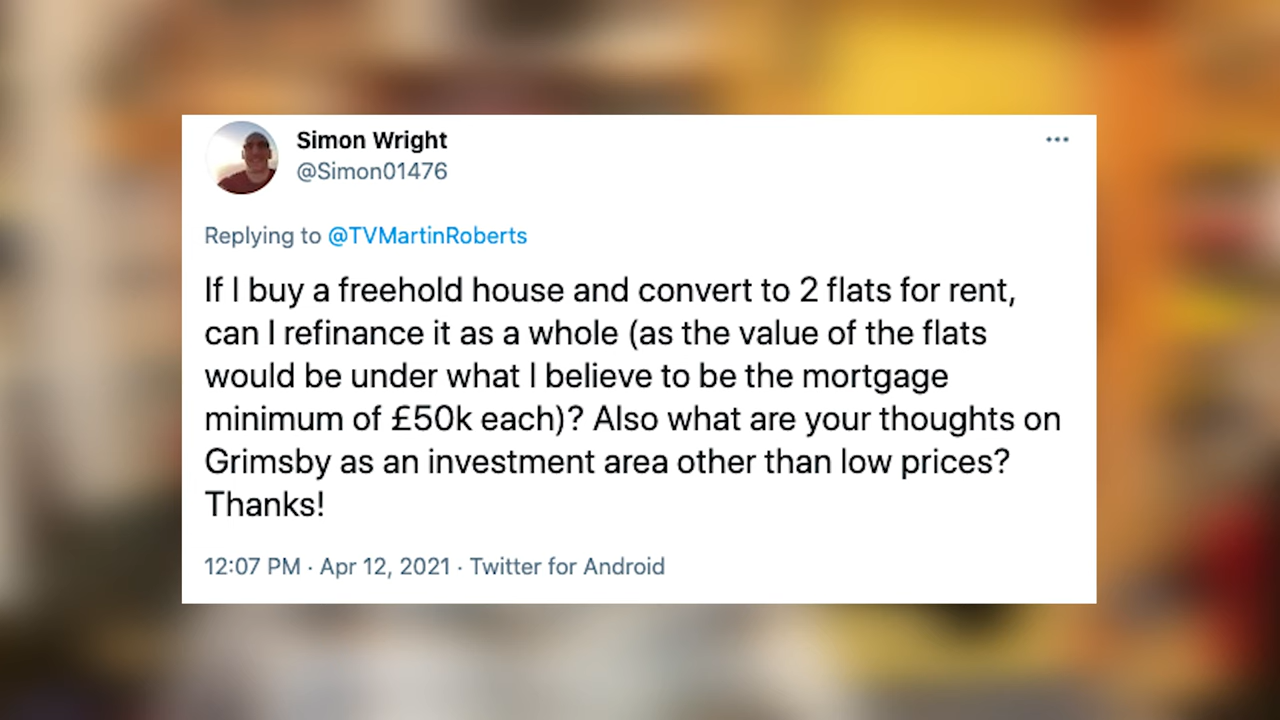 Simon Wright
@Simon01476
Replying to @TVMartinRoberts
If I buy a freehold house and convert to 2 flats for rent,
can I refinance it as a whole (as the value of the flats
would be under what I believe to be the mortgage
minimum of £50k each)? Also what are your thoughts on
Grimsby as an investment area other than low prices?
Thanks!
12:07 PM · Apr 12, 2021 · Twitter for Android